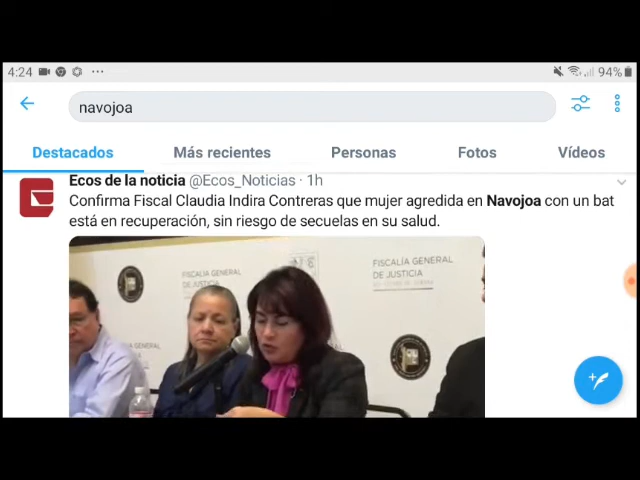 4:24 94%
navojoa
Destacados Más recientes Personas Fotos Vídeos
Ecos de la noticia @Ecos_Noticias · 1h
Confirma Fiscal Claudia Indira Contreras que mujer agredida en Navojoa con un bat
está en recuperación, sin riesgo de secuelas en su salud.
FISCALÍA GENERAL
DE JUSTICIA
FISCALÍA GENERAL
DE JUSTICIA
FISCALÍA GENERAL